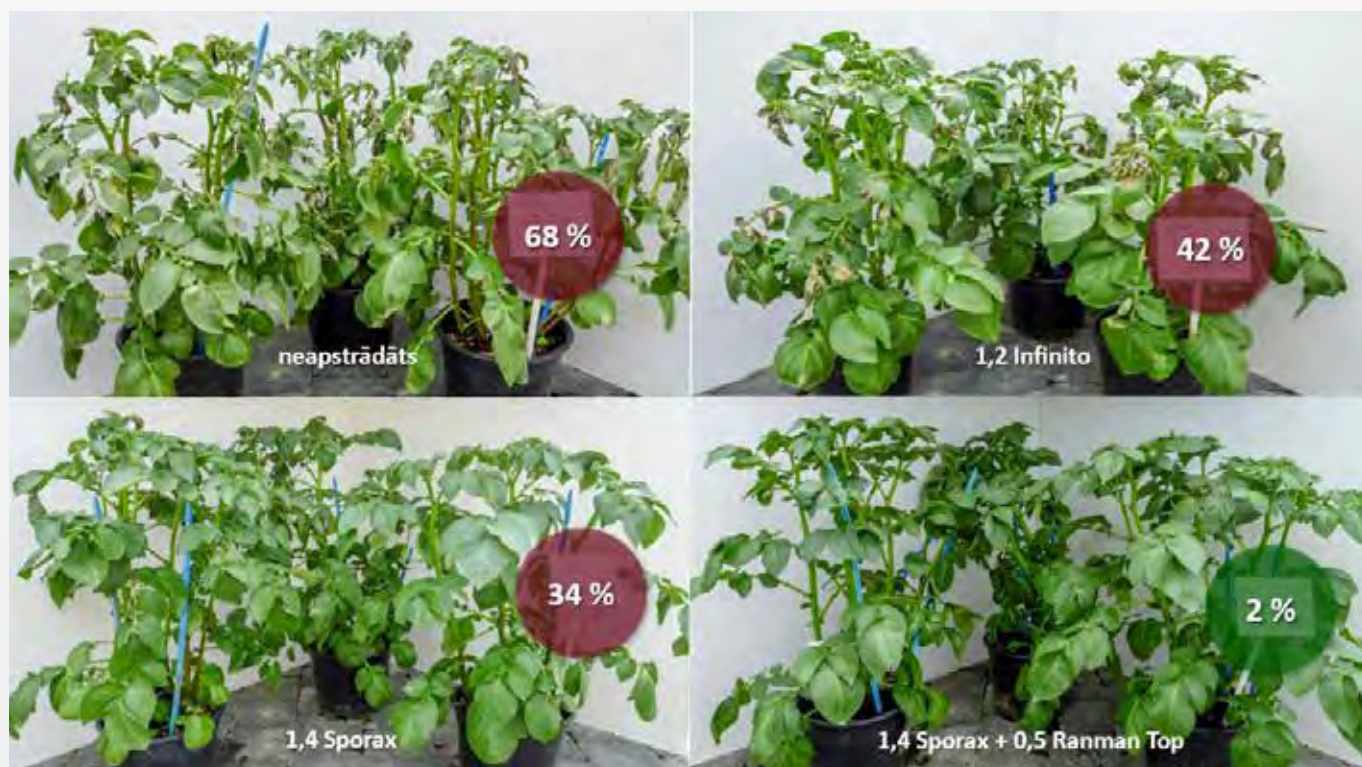 68 %
neapstrādāts
42 %
1,2 Infinito
34 %
1,4 Sporax
2 %
1,4 Sporax + 0,5 Ranman Top